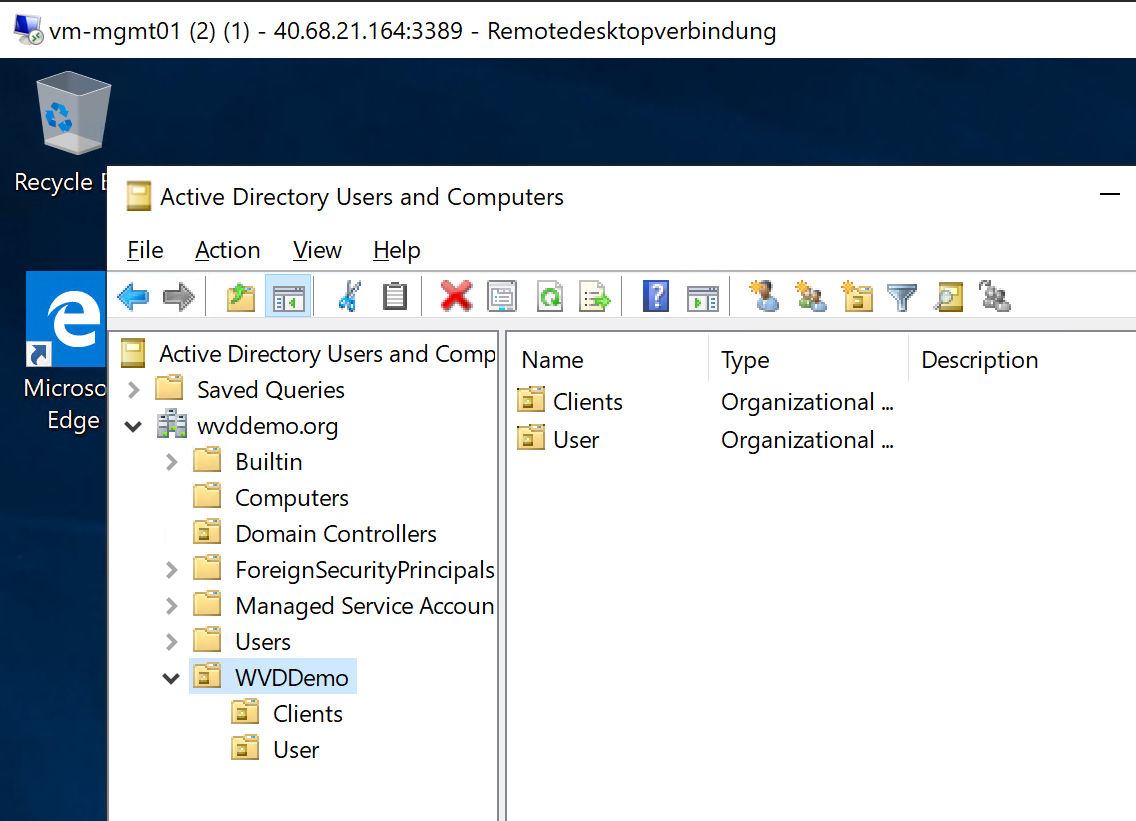 vm-mgmt01 (2) (1) - 40.68.21.164:3389 - Remotedesktopverbindung
Recycle
Microso
Edge
Active Directory Users and Computers
File Action View Help
Active Directory Users and Comp
Saved Queries
wvddemo.org
Builtin
Computers
Domain Controllers
ForeignSecurityPrincipals
Managed Service Accoun
Users
WVDDemo
Clients
User
Name Type Description
Clients Organizational ...
User Organizational ...